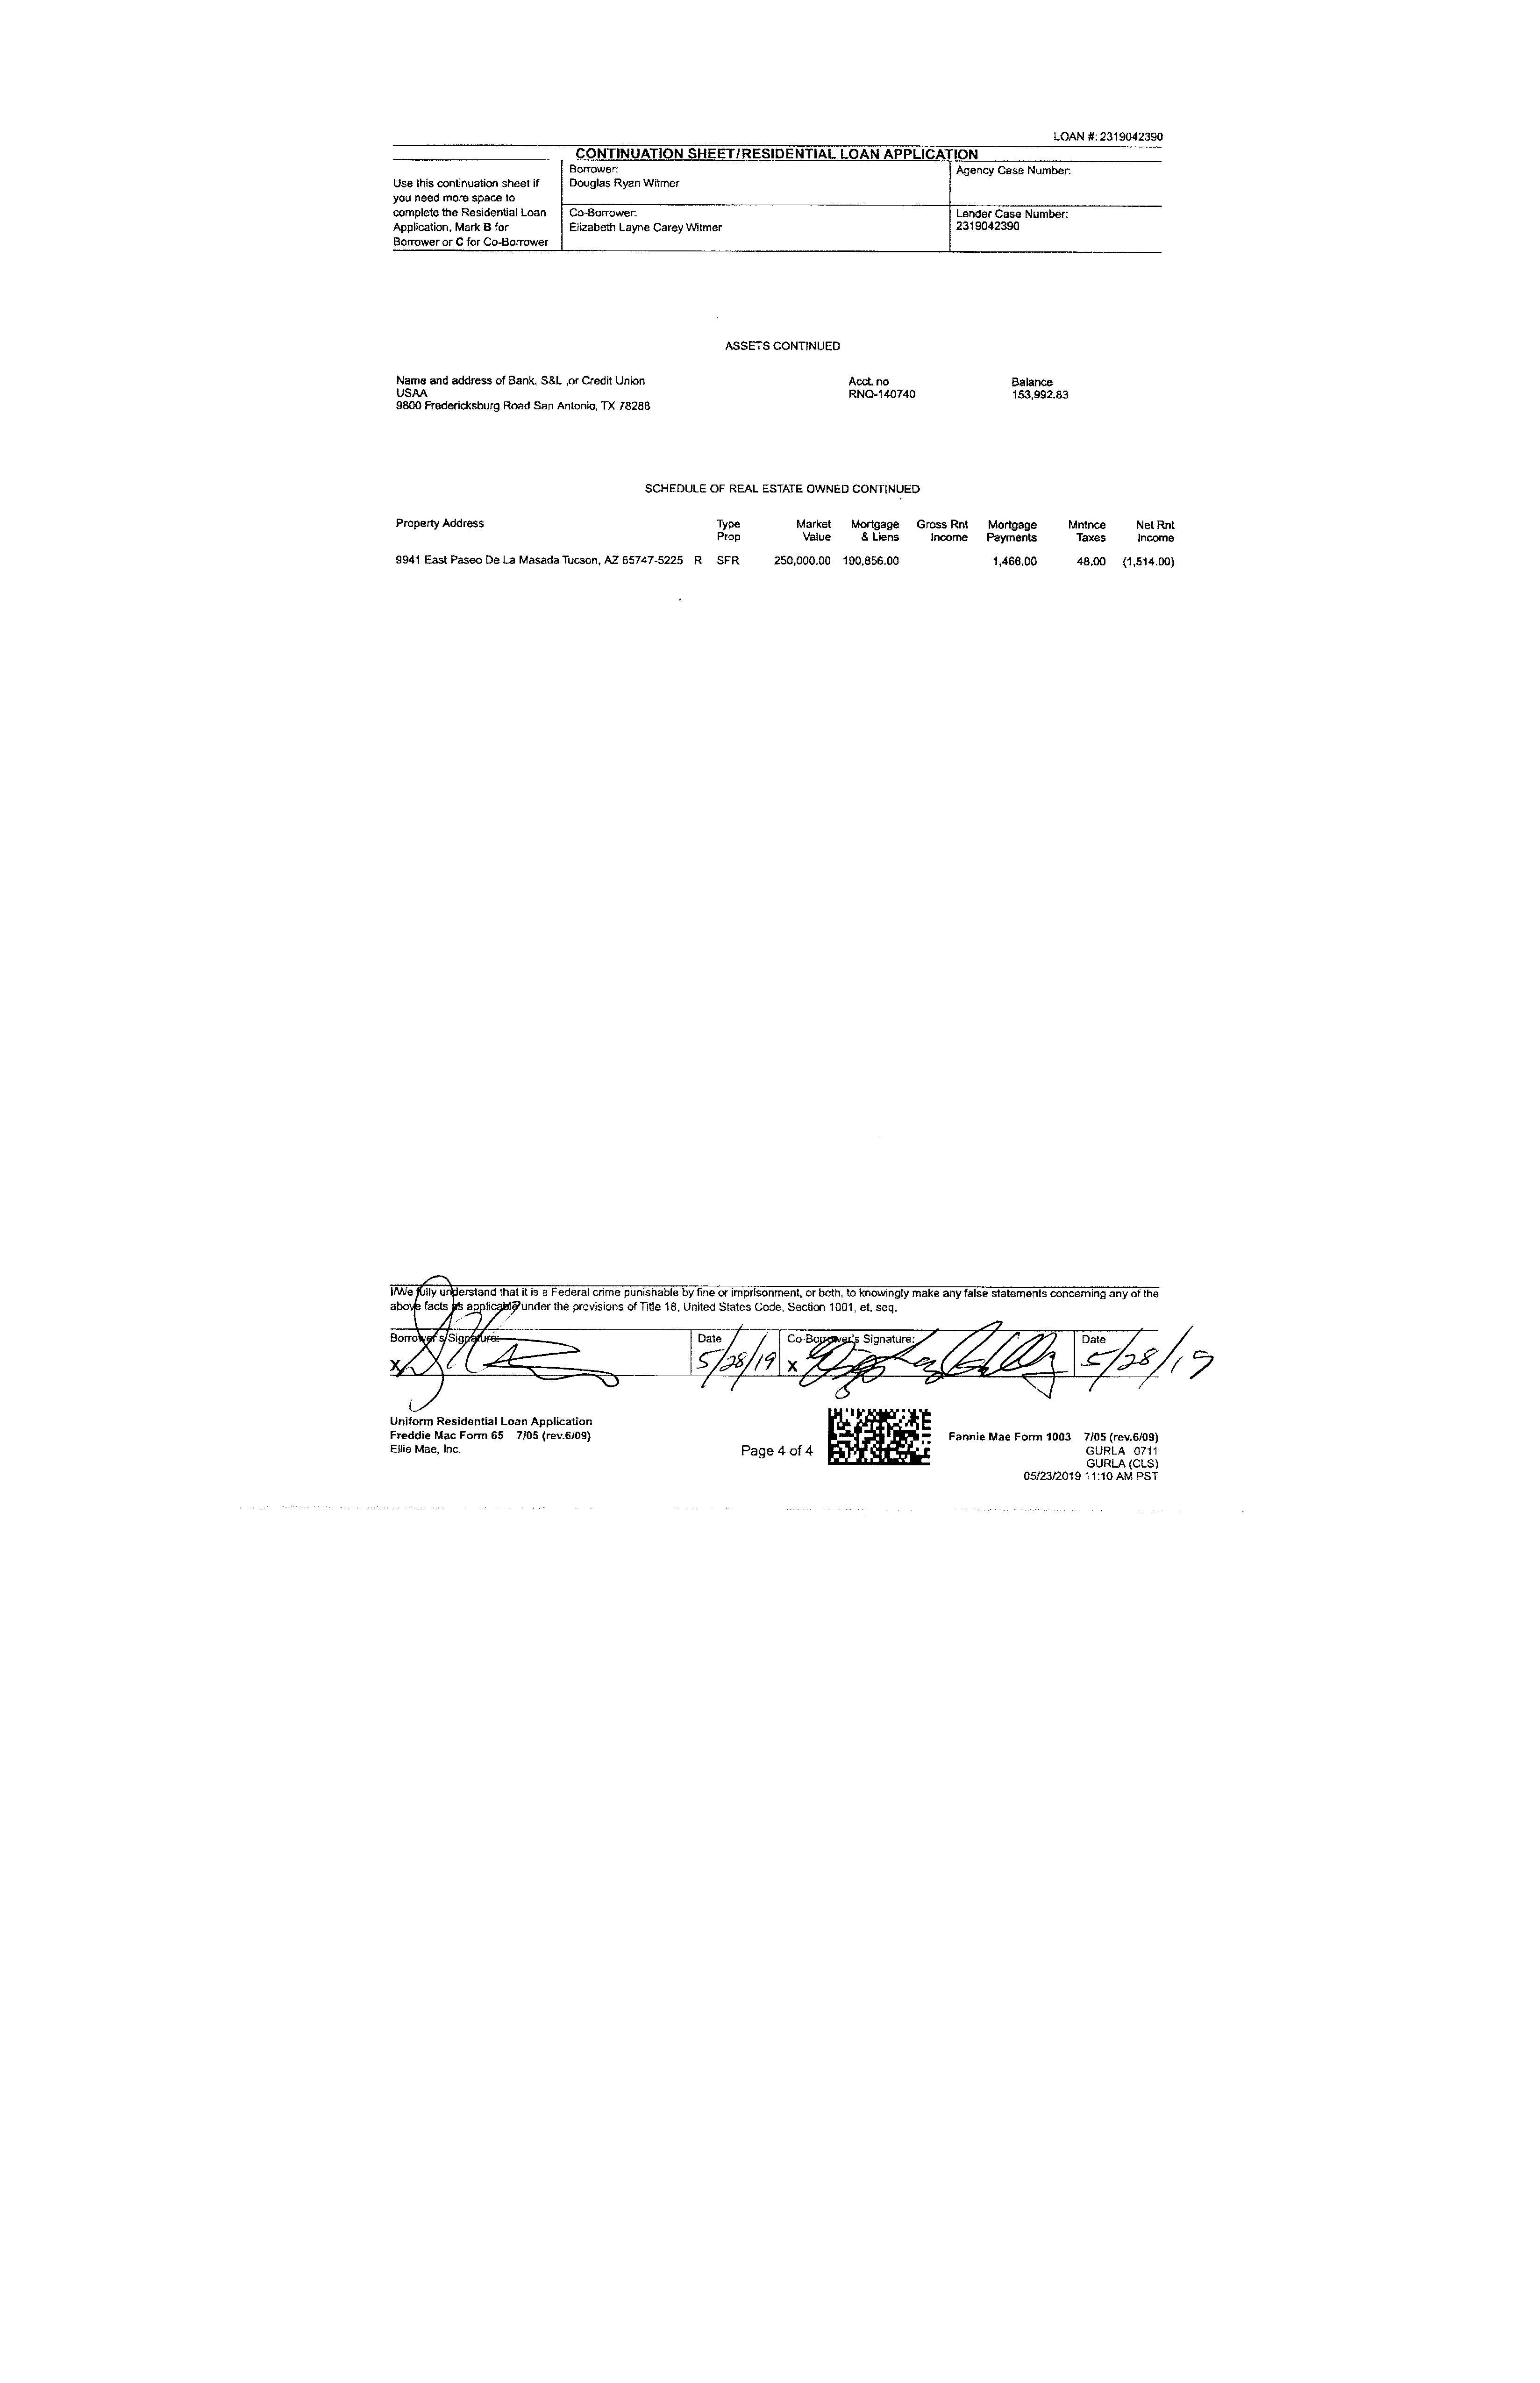 LOAN #: 2319042390
CONTINUATION SHEET/RESIDENTIAL LOAN APPLICATION
Use this continuation sheet if
you need more space to
complete the Residential Loan
Application. Mark B for
Borrower or C for Co-Borrower
Borrower:
Douglas Ryan Witmer
Agency Case Number:
Co-Borrower:
Elizabeth Layne Carey Witmer
Lender Case Number:
2319042390
ASSETS CONTINUED
Name and address of Bank, S&L ,or Credit Union Acct. no Balance
USAA RNQ-140740 153,992.83
9800 Fredericksburg Road San Antonio, TX 78288
SCHEDULE OF REAL ESTATE OWNED CONTINUED
Property Address Type Market Mortgage Gross Rnt Mortgage Mntnce Net Rnt
Prop Value & Liens Income Payments Taxes Income
9941 East Paseo De La Masada Tucson, AZ 85747-5225 R SFR 250,000.00 190,856.00 1,466.00 48.00 (1,514.00)
I/We fully understand that it is a Federal crime punishable by fine or imprisonment, or both, to knowingly make any false statements concerning any of the
above facts as applicable under the provisions of Title 18, United States Code, Section 1001, et. seq.
Borrower's Signature: Date Co-Borrower's Signature: Date
X 5/28/19 X 5/28/19
Uniform Residential Loan Application
Freddie Mac Form 65 7/05 (rev.6/09)
Ellie Mae, Inc.
Page 4 of 4
Fannie Mae Form 1003 7/05 (rev.6/09)
GURLA 0711
GURLA (CLS)
05/23/2019 11:10 AM PST